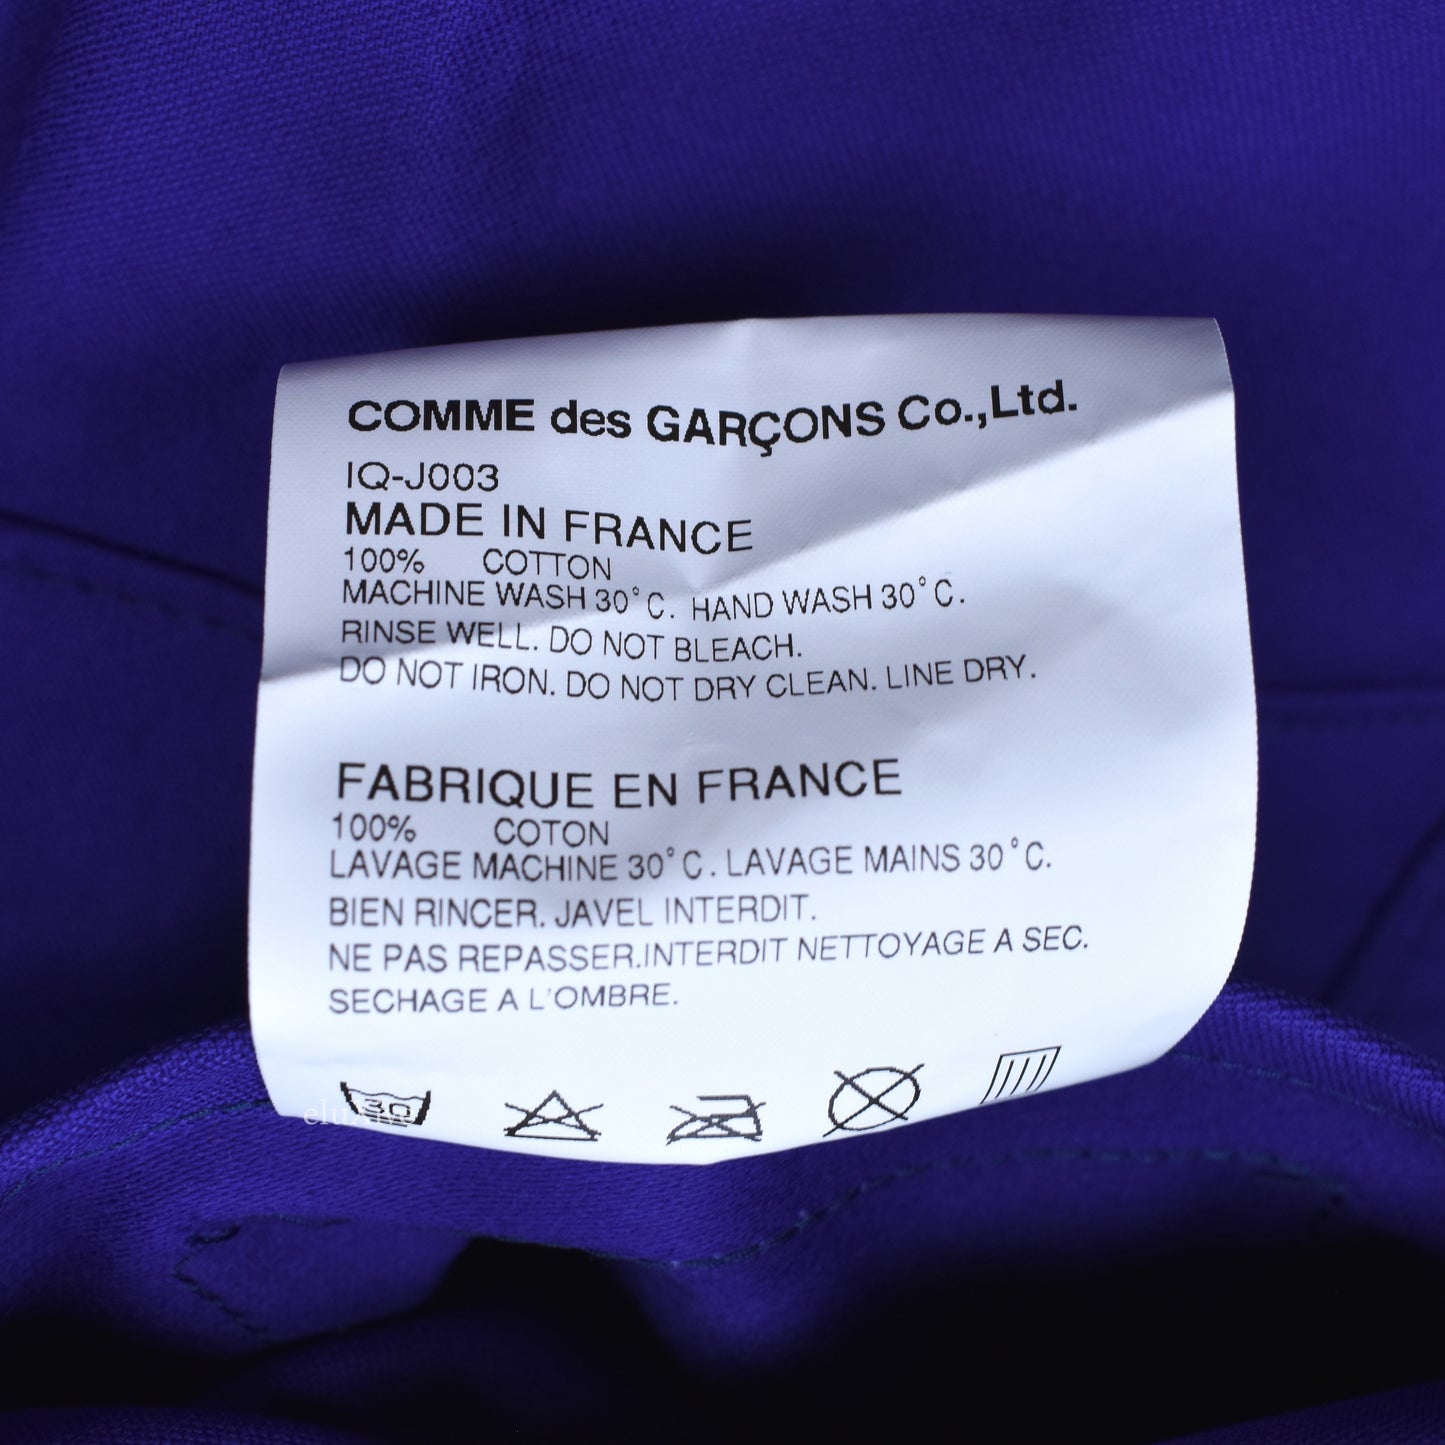 COMME des GARÇONS Co.,Ltd.
IQ-J003
MADE IN FRANCE
100% COTTON
MACHINE WASH 30°C. HAND WASH 30°C.
RINSE WELL. DO NOT BLEACH.
DO NOT IRON. DO NOT DRY CLEAN. LINE DRY.
FABRIQUE EN FRANCE
100% COTON
LAVAGE MACHINE 30°C. LAVAGE MAINS 30°C.
BIEN RINCER. JAVEL INTERDIT.
NE PAS REPASSER.INTERDIT NETTOYAGE A SEC.
SECHAGE A L'OMBRE.
30